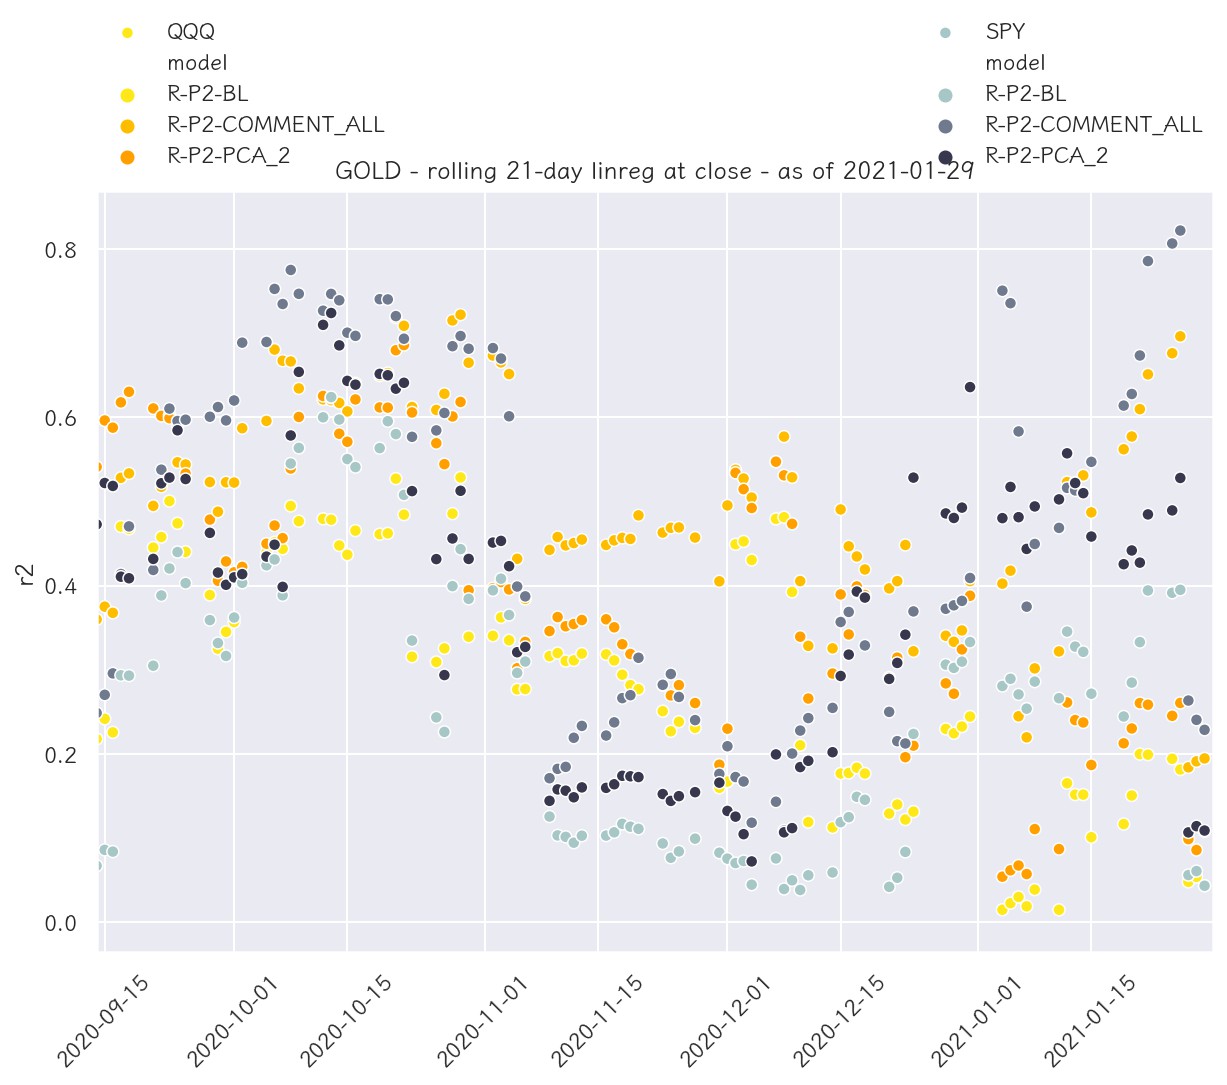 QQQ
model
R-P2-BL
R-P2-COMMENT_ALL
R-P2-PCA_2
SPY
model
R-P2-BL
R-P2-COMMENT_ALL
R-P2-PCA_2
GOLD - rolling 21-day linreg at close - as of 2021-01-29
r2
0.8
0.6
0.4
0.2
0.0
2020-09-15
2020-10-01
2020-10-15
2020-11-01
2020-11-15
2020-12-01
2020-12-15
2021-01-01
2021-01-15